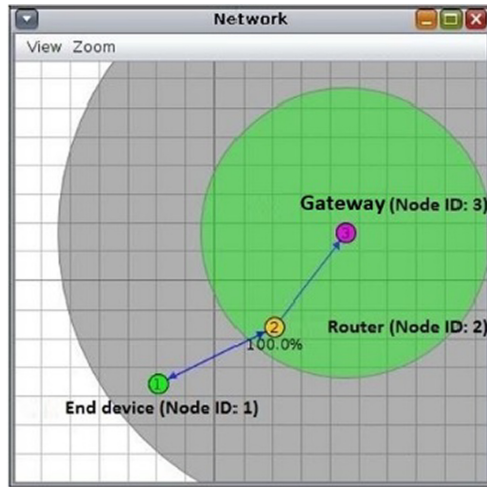 Network
View Zoom
Gateway (Node ID: 3)
3
2
Router (Node ID: 2)
100.0%
1
End device (Node ID: 1)